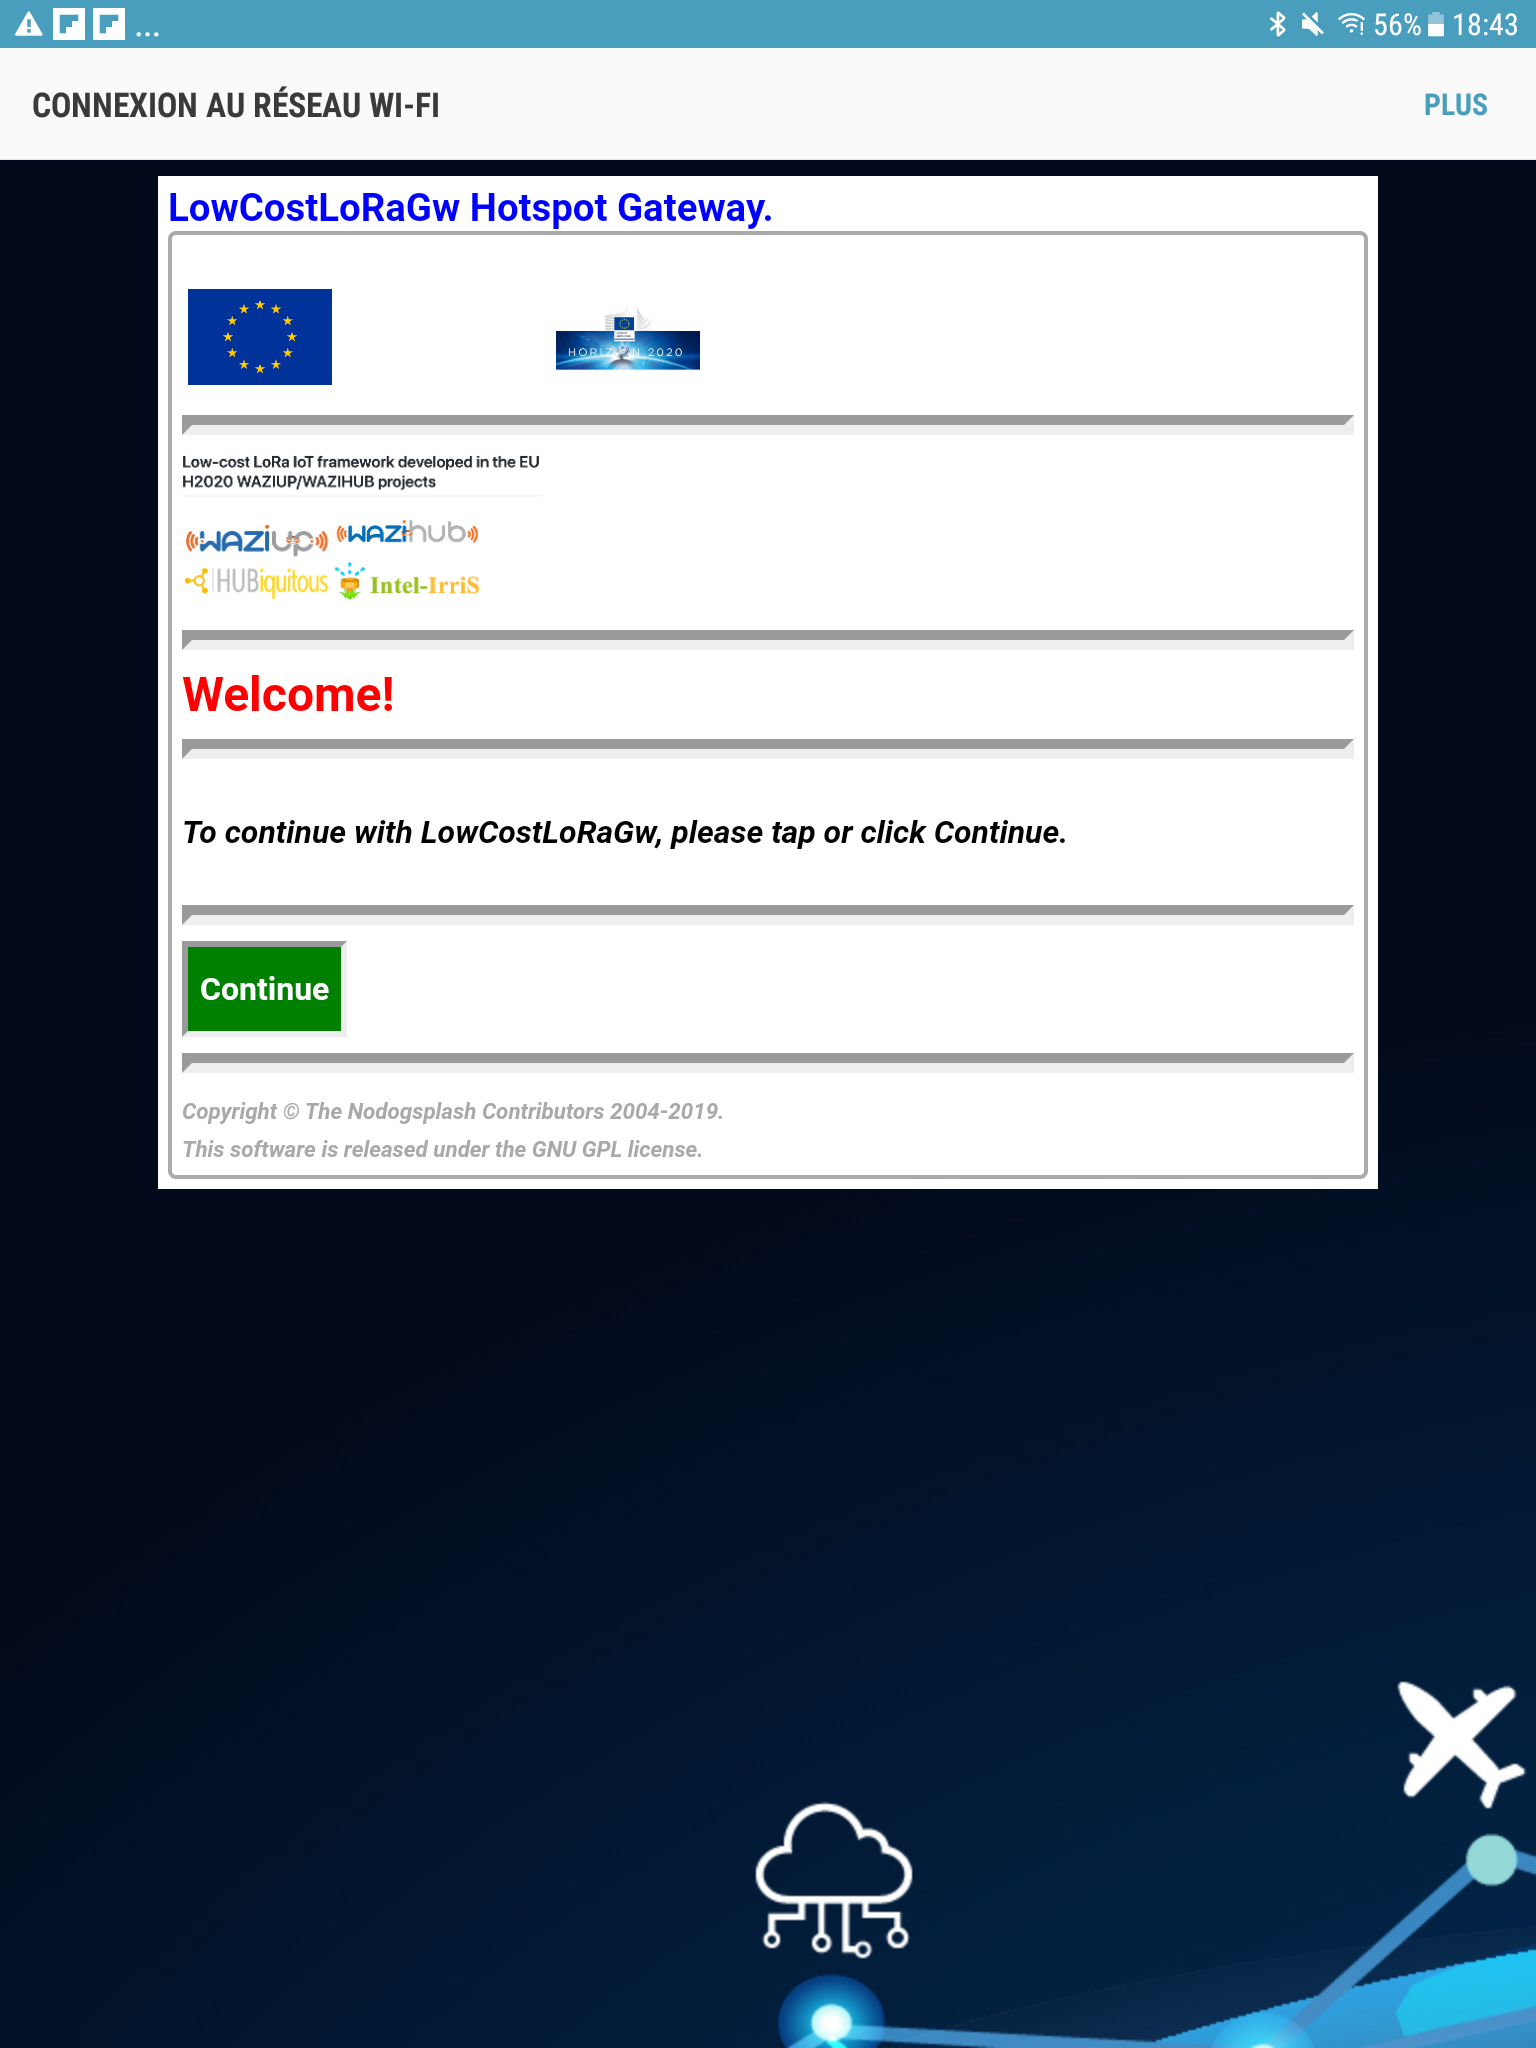 ... 56% 18:43
CONNEXION AU RÉSEAU WI-FI PLUS
LowCostLoRaGw Hotspot Gateway.
HORIZON 2020
Low-cost LoRa IoT framework developed in the EU
H2020 WAZIUP/WAZIHUB projects
wazıup wazihub
HUBiquitous Intel-IrriS
Welcome!
To continue with LowCostLoRaGw, please tap or click Continue.
Continue
Copyright © The Nodogsplash Contributors 2004-2019.
This software is released under the GNU GPL license.